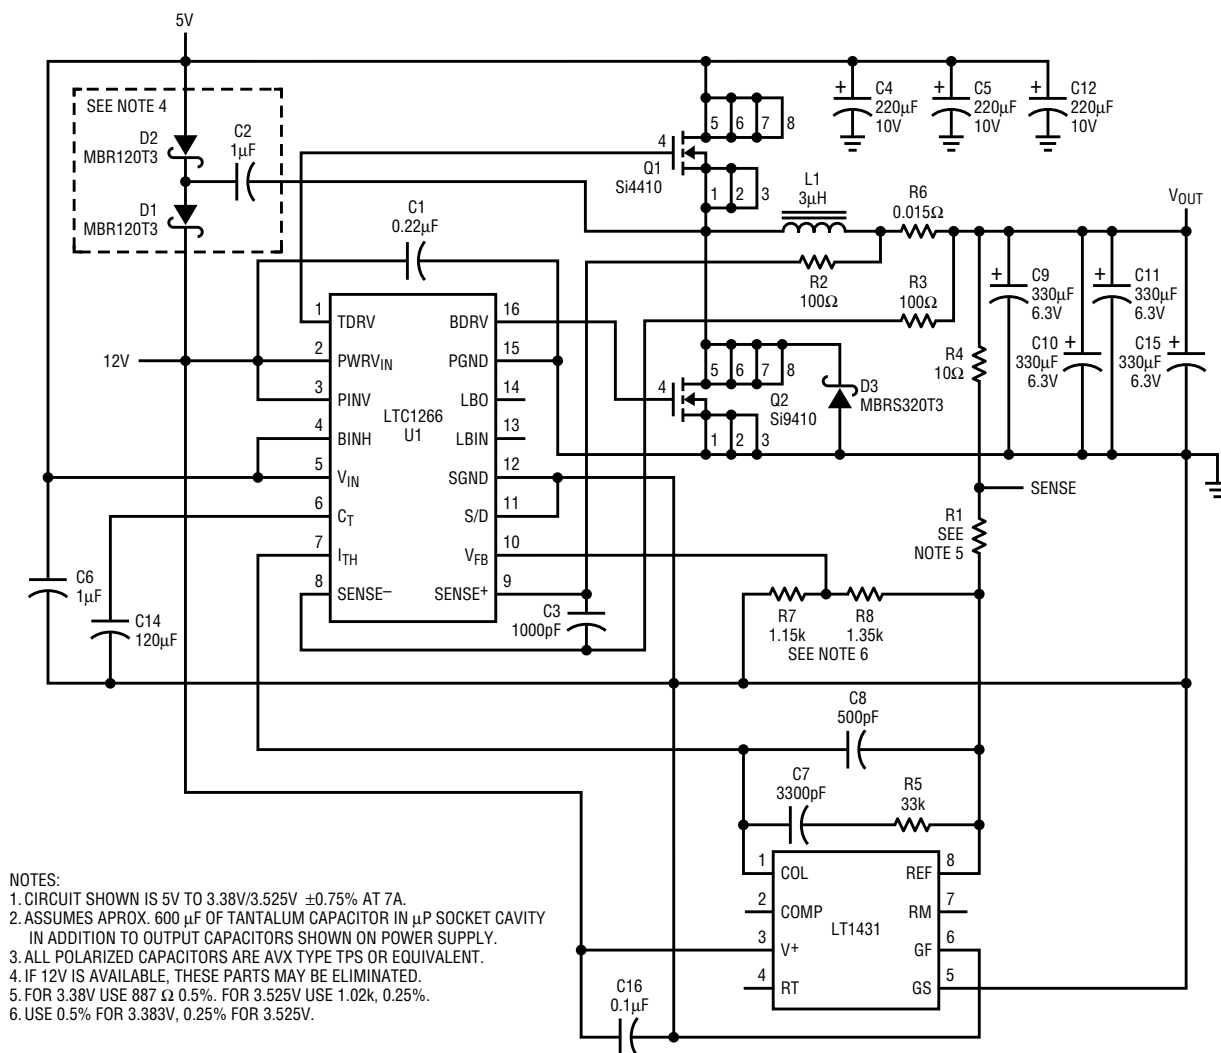 5V
SEE NOTE 4
D2
MBR120T3
C2
1µF
D1
MBR120T3
C1
0.22µF
12V
4
5
6
7
8
Q1
Si4410
1
2
3
+
C4
220µF
10V
+
C5
220µF
10V
+
C12
220µF
10V
L1
3µH
R6
0.015Ω
VOUT
R2
100Ω
R3
100Ω
R4
10Ω
+
C9
330µF
6.3V
C10
330µF
6.3V
+
+
C11
330µF
6.3V
C15
330µF
6.3V
+
1
TDRV
2
PWRVIN
3
PINV
4
BINH
5
VIN
6
CT
7
ITH
8
SENSE–
LTC1266
U1
16
BDRV
15
PGND
14
LBO
13
LBIN
12
SGND
11
S/D
10
VFB
9
SENSE+
4
5
6
7
8
Q2
Si9410
1
2
3
D3
MBRS320T3
SENSE
R1
SEE
NOTE 5
C6
1µF
C14
120µF
C3
1000pF
R7
1.15k
R8
1.35k
SEE NOTE 6
C8
500pF
C7
3300pF
R5
33k
1
COL
2
COMP
3
V+
4
RT
LT1431
8
REF
7
RM
6
GF
5
GS
C16
0.1µF
NOTES:
1. CIRCUIT SHOWN IS 5V TO 3.38V/3.525V ±0.75% AT 7A.
2. ASSUMES APROX. 600 µF OF TANTALUM CAPACITOR IN µP SOCKET CAVITY
IN ADDITION TO OUTPUT CAPACITORS SHOWN ON POWER SUPPLY.
3. ALL POLARIZED CAPACITORS ARE AVX TYPE TPS OR EQUIVALENT.
4. IF 12V IS AVAILABLE, THESE PARTS MAY BE ELIMINATED.
5. FOR 3.38V USE 887 Ω 0.5%. FOR 3.525V USE 1.02k, 0.25%.
6. USE 0.5% FOR 3.383V, 0.25% FOR 3.525V.